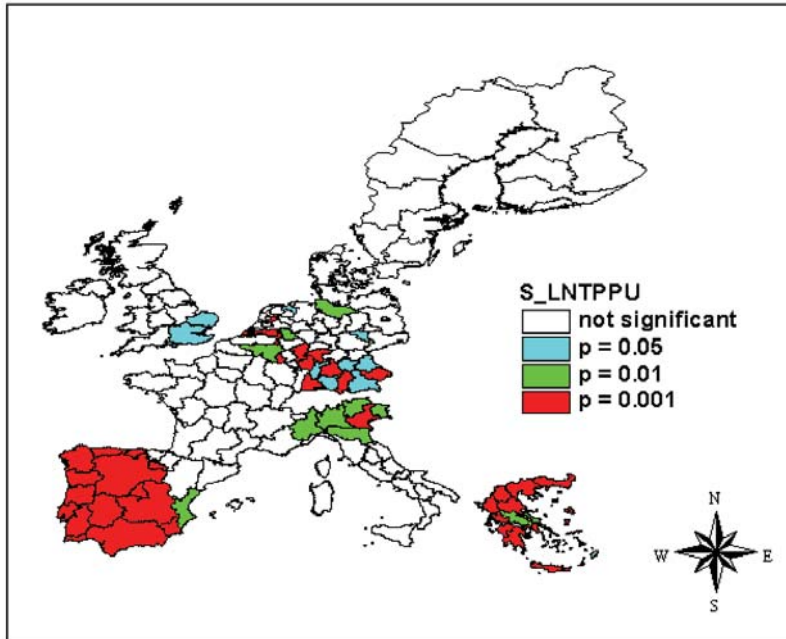 S_LNTPPU
not significant
p = 0.05
p = 0.01
p = 0.001
N
W E
S